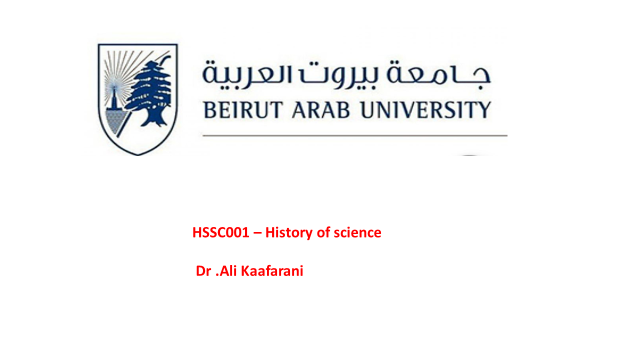 جامعة بيروت العربية
BEIRUT ARAB UNIVERSITY
HSSC001 – History of science
Dr .Ali Kaafarani